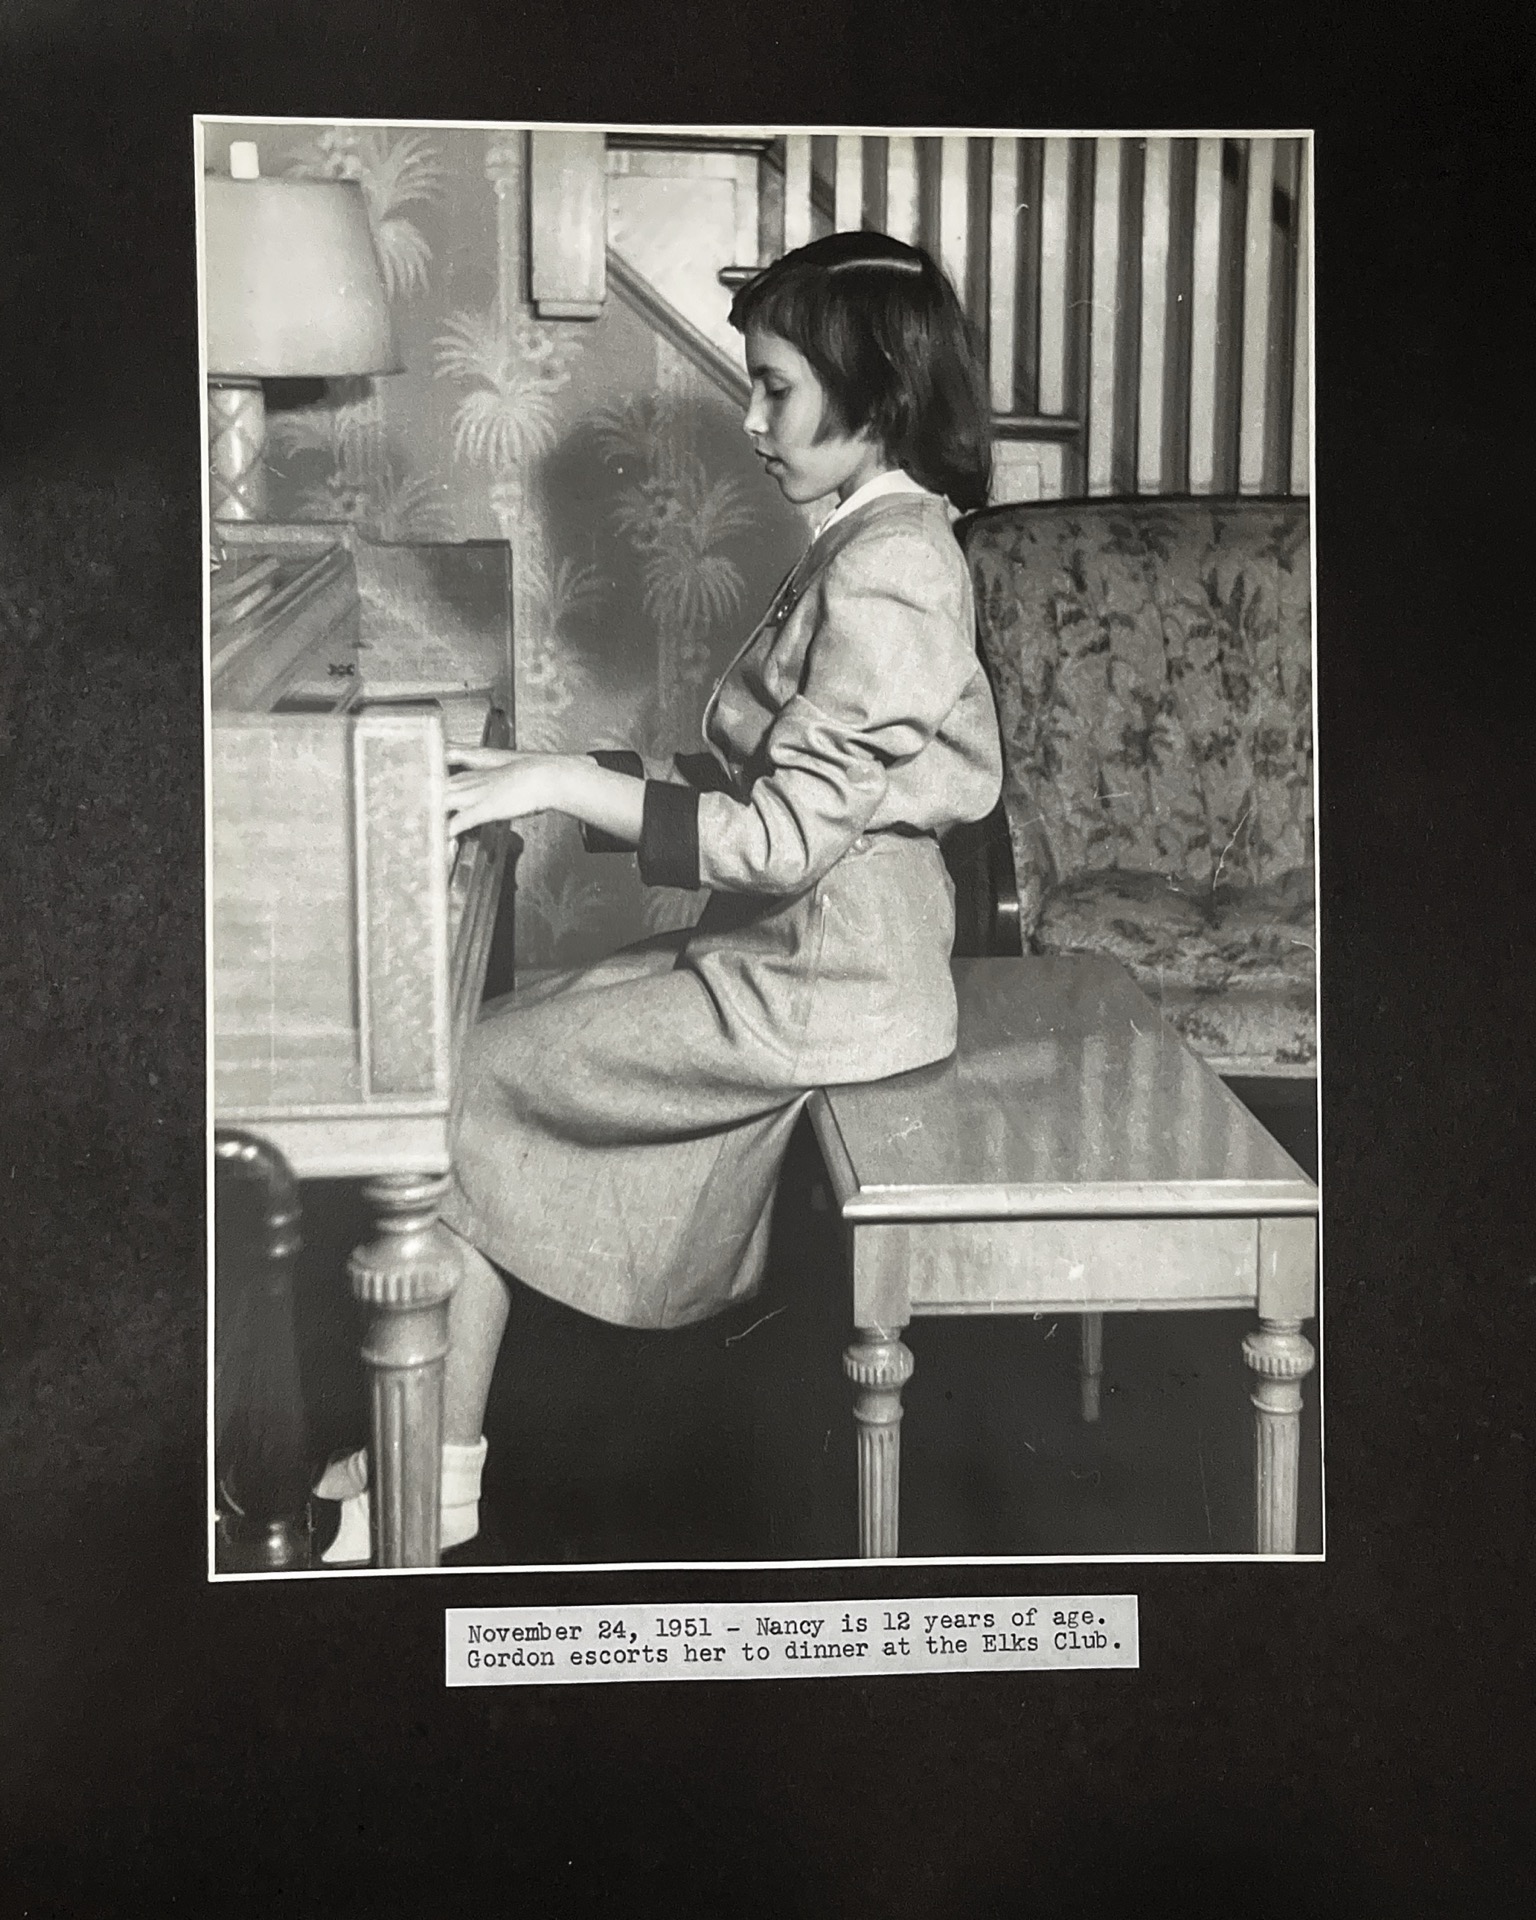 November 24, 1951 - Nancy is 12 years of age.
Gordon escorts her to dinner at the Elks Club.